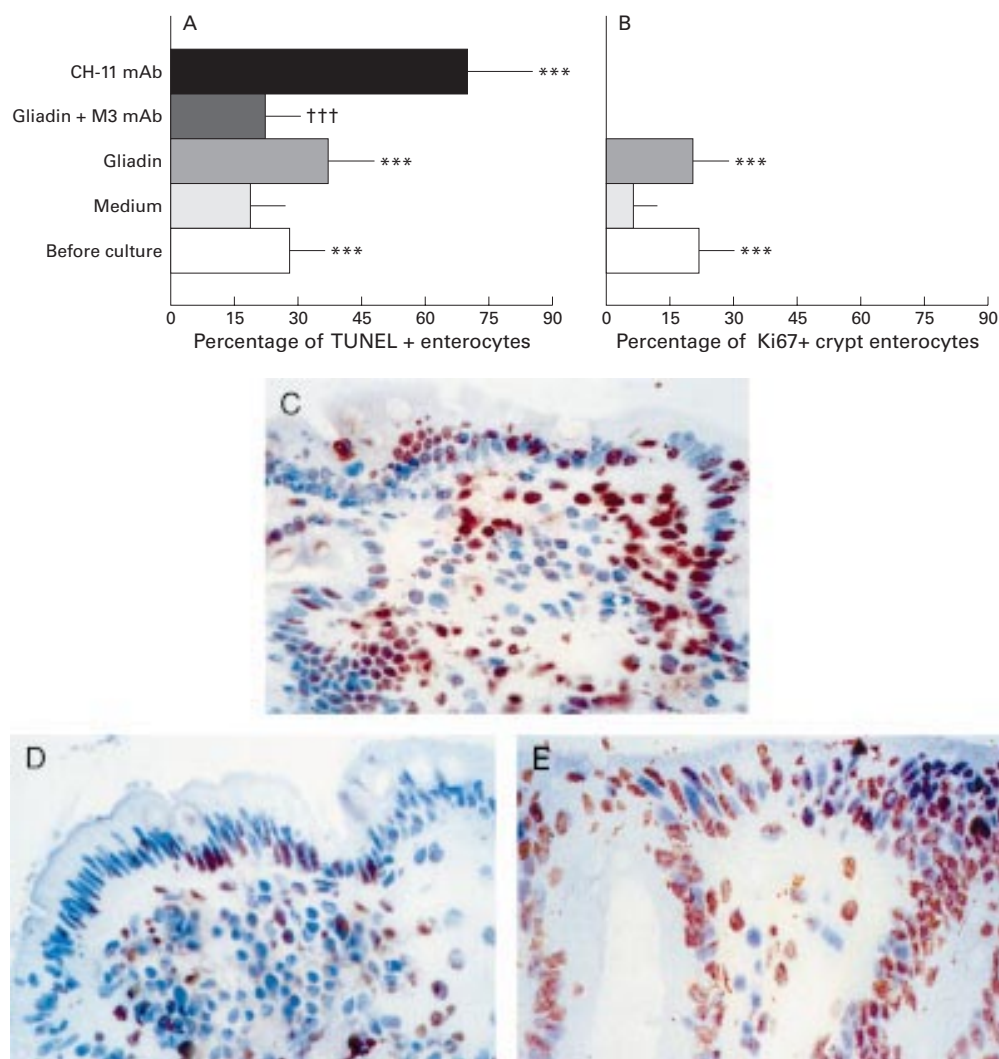 A
CH-11 mAb
***
Gliadin + M3 mAb
†††
Gliadin
***
Medium
Before culture
***
0 15 30 45 60 75 90
Percentage of TUNEL + enterocytes
B
***
***
0 15 30 45 60 75 90
Percentage of Ki67+ crypt enterocytes
C
D
E